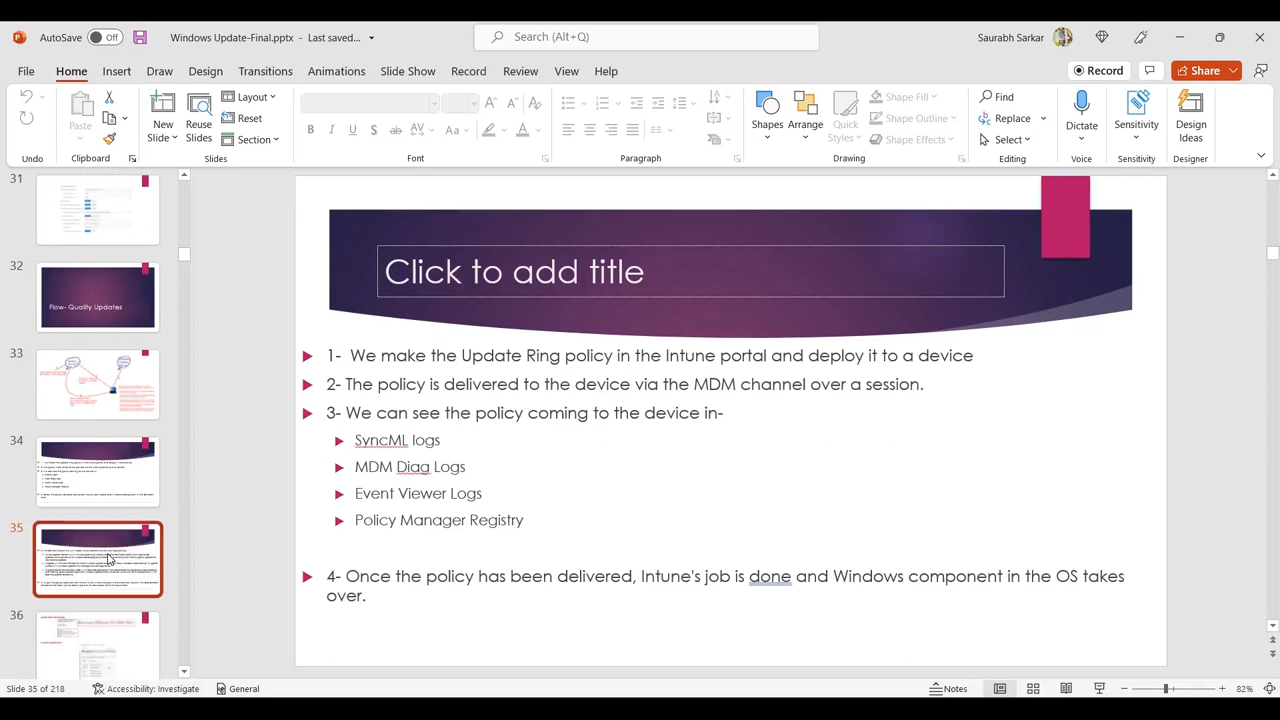 AutoSave Off Windows Update-Final.pptx - Last saved... Search (Alt+Q) Saurabh Sarkar
File Home Insert Draw Design Transitions Animations Slide Show Record Review View Help Record Share
Paste New Slide Reuse Slides Layout Reset Section Shapes Arrange Quick Styles Shape Fill Shape Outline Shape Effects Find Replace Select Dictate Sensitivity Design Ideas
Undo Clipboard Slides Font Paragraph Drawing Editing Voice Sensitivity Designer
31
32
Flow- Quality Updates
33
34
35
36
Click to add title
1- We make the Update Ring policy in the Intune portal and deploy it to a device
2- The policy is delivered to the device via the MDM channel over a session.
3- We can see the policy coming to the device in-
SyncML logs
MDM Diag Logs
Event Viewer Logs
Policy Manager Registry
4- Once the policy has been delivered, Intune's job is done and Windows component in the OS takes
over.
Slide 35 of 218 Accessibility: Investigate General Notes 82%